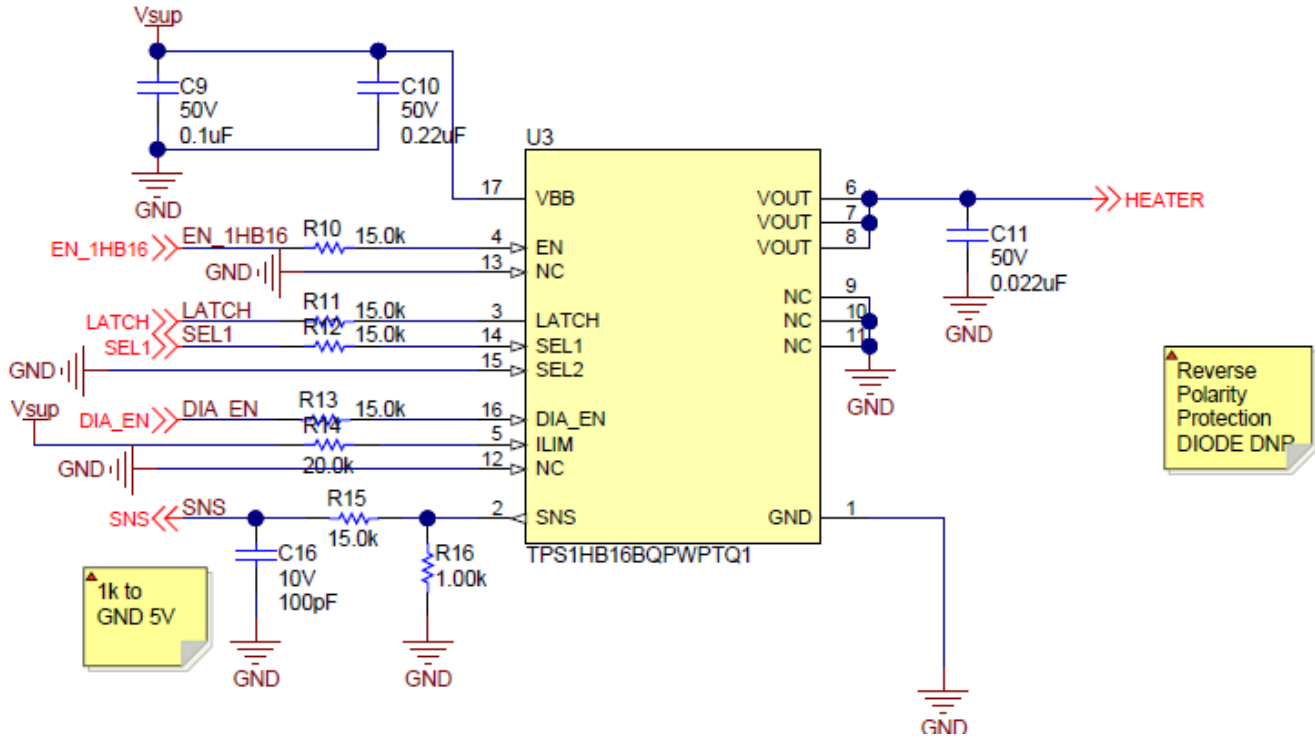 Vsup
C9
50V
0.1uF
C10
50V
0.22uF
GND
U3
17
VBB
VOUT
6
VOUT
7
VOUT
8
HEATER
C11
50V
0.022uF
GND
EN_1HB16
EN_1HB16
R10
15.0k
4
EN
GND
13
NC
NC
9
NC
10
NC
11
GND
LATCH
LATCH
R11
15.0k
3
LATCH
SEL1
SEL1
R12
15.0k
14
SEL1
GND
15
SEL2
Vsup
DIA_EN
DIA_EN
R13
15.0k
16
DIA_EN
R14
20.0k
5
ILIM
GND
12
NC
SNS
SNS
R15
15.0k
2
SNS
GND
1
TPS1HB16BQPWPTQ1
C16
10V
100pF
GND
R16
1.00k
GND
GND
1k to
GND 5V
Reverse
Polarity
Protection
DIODE DNP